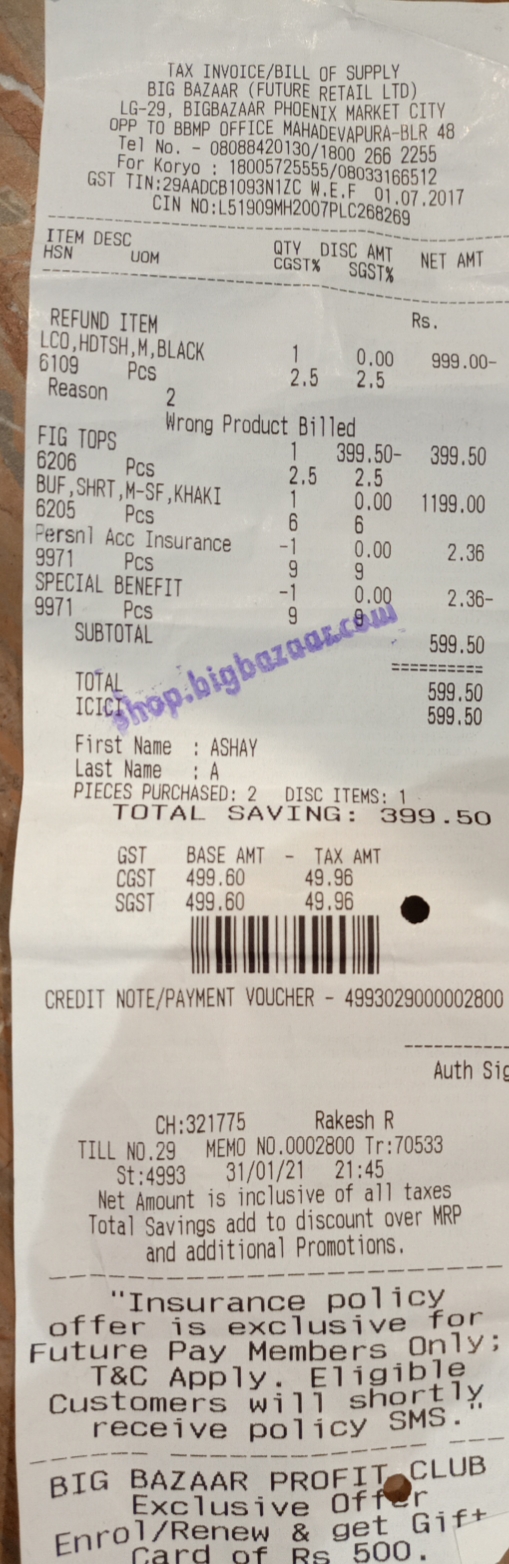 TAX INVOICE/BILL OF SUPPLY
BIG BAZAAR (FUTURE RETAIL LTD)
LG-29, BIGBAZAAR PHOENIX MARKET CITY
OPP TO BBMP OFFICE MAHADEVAPURA-BLR 48
Tel No. - 08088420130/1800 266 2255
For Koryo : 18005725555/08033166512
GST TIN:29AADCB1093N1ZC W.E.F 01.07.2017
CIN NO:L51909MH2007PLC268269
ITEM DESC QTY DISC AMT NET AMT
HSN UOM CGST% SGST%
Rs.
REFUND ITEM
LCO,HDTSH,M,BLACK 1 0.00 999.00-
6109 Pcs 2.5 2.5
Reason 2
Wrong Product Billed
FIG TOPS 1 399.50- 399.50
6206 Pcs 2.5 2.5
BUF,SHRT,M-SF,KHAKI 1 0.00 1199.00
6205 Pcs 6 6
Persnl Acc Insurance -1 0.00 2.36
9971 Pcs 9 9
SPECIAL BENEFIT -1 0.00 2.36-
9971 Pcs 9 9
SUBTOTAL 599.50
==========
TOTAL 599.50
ICICI 599.50
shop.bigbazaar.com
First Name : ASHAY
Last Name : A
PIECES PURCHASED: 2 DISC ITEMS: 1
TOTAL SAVING: 399.50
GST BASE AMT - TAX AMT
CGST 499.60 49.96
SGST 499.60 49.96
CREDIT NOTE/PAYMENT VOUCHER - 4993029000002800
Auth Sig
CH:321775 Rakesh R
TILL NO.29 MEMO NO.0002800 Tr:70533
St:4993 31/01/21 21:45
Net Amount is inclusive of all taxes
Total Savings add to discount over MRP
and additional Promotions.
"Insurance policy
offer is exclusive for
Future Pay Members Only;
T&C Apply. Eligible
Customers will shortly
receive policy SMS."
BIG BAZAAR PROFIT CLUB
Exclusive Offer
Enrol/Renew & get Gift
Card of Rs 500.